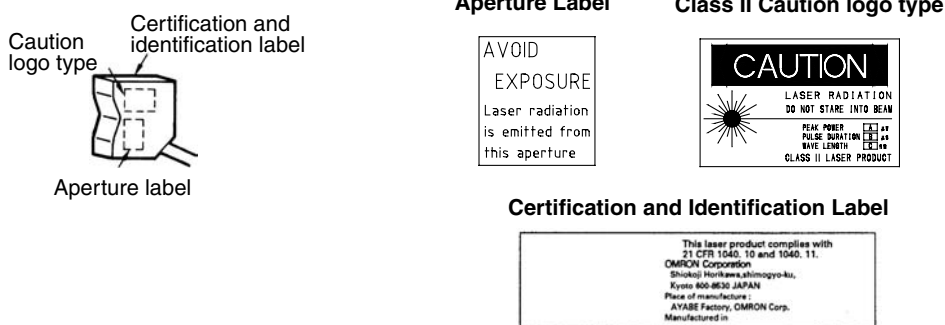 Certification and
identification label
Caution
logo type
Aperture label
Aperture Label
AVOID
EXPOSURE
Laser radiation
is emitted from
this aperture
Class II Caution logo type
CAUTION
LASER RADIATION
DO NOT STARE INTO BEAM
PEAK POWER A
PULSE DURATION B
WAVE LENGTH C
CLASS II LASER PRODUCT
Certification and Identification Label
This laser product complies with
21 CFR 1040. 10 and 1040. 11.
OMRON Corporation
Shiokoji Horikawa,shimogyo-ku,
Kyoto 600-8530 JAPAN
Place of manufacture :
AYABE Factory, OMRON Corp.
Manufactured in